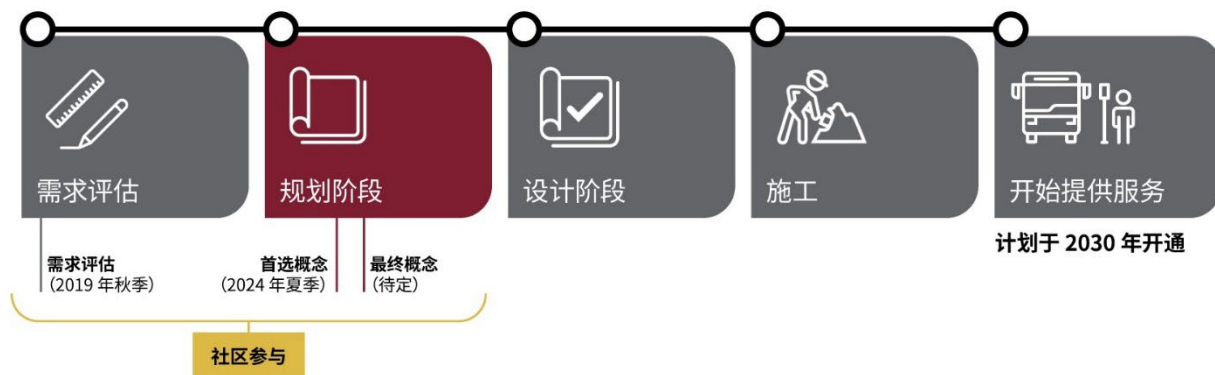 需求评估
规划阶段
设计阶段
施工
开始提供服务
计划于 2030 年开通
需求评估
（2019 年秋季）
首选概念
（2024 年夏季）
最终概念
（待定）
社区参与